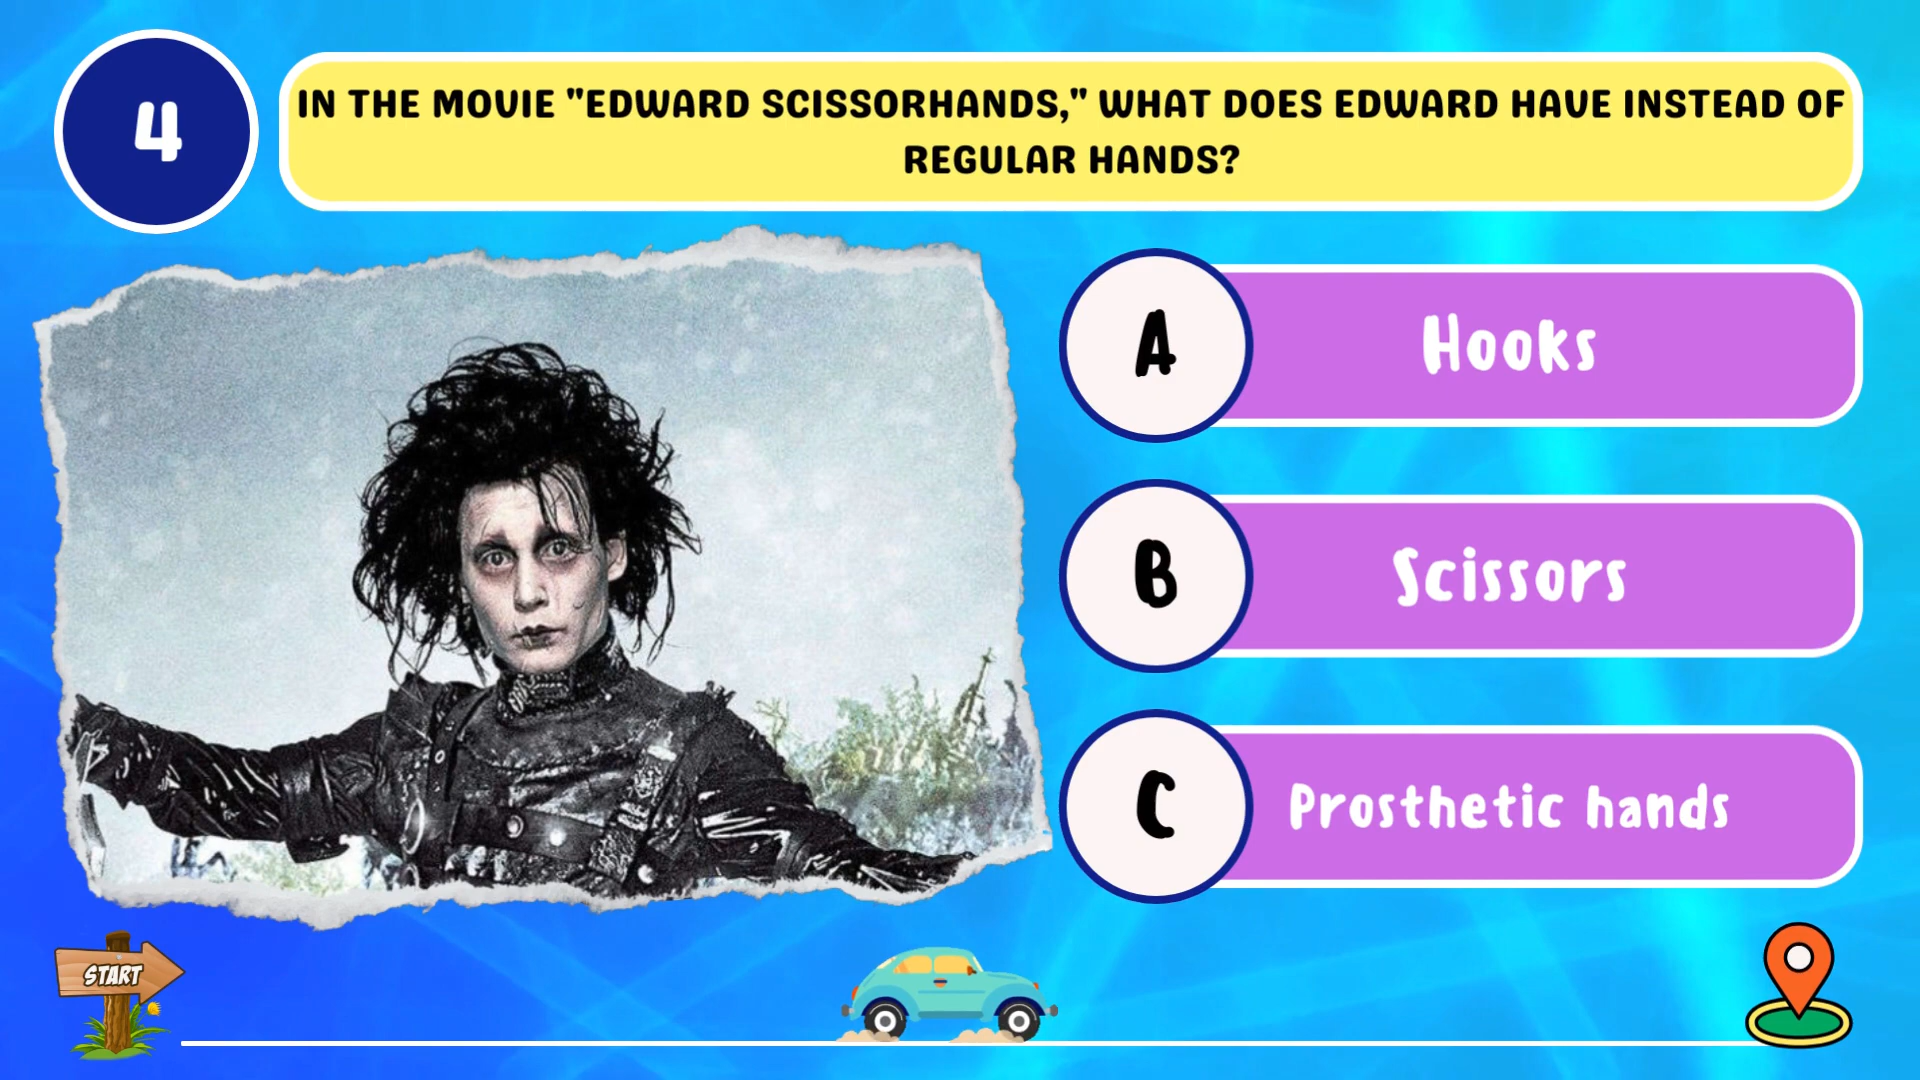 4
IN THE MOVIE "EDWARD SCISSORHANDS," WHAT DOES EDWARD HAVE INSTEAD OF
REGULAR HANDS?
A
Hooks
B
Scissors
C
Prosthetic hands
START